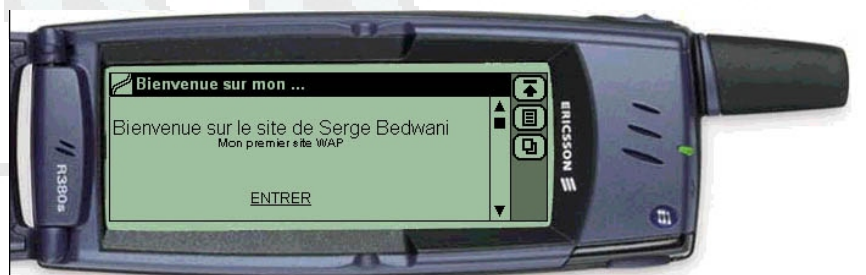 Bienvenue sur mon ...
Bienvenue sur le site de Serge Bedwani
Mon premier site WAP
ENTRER
ERICSSON
R380s